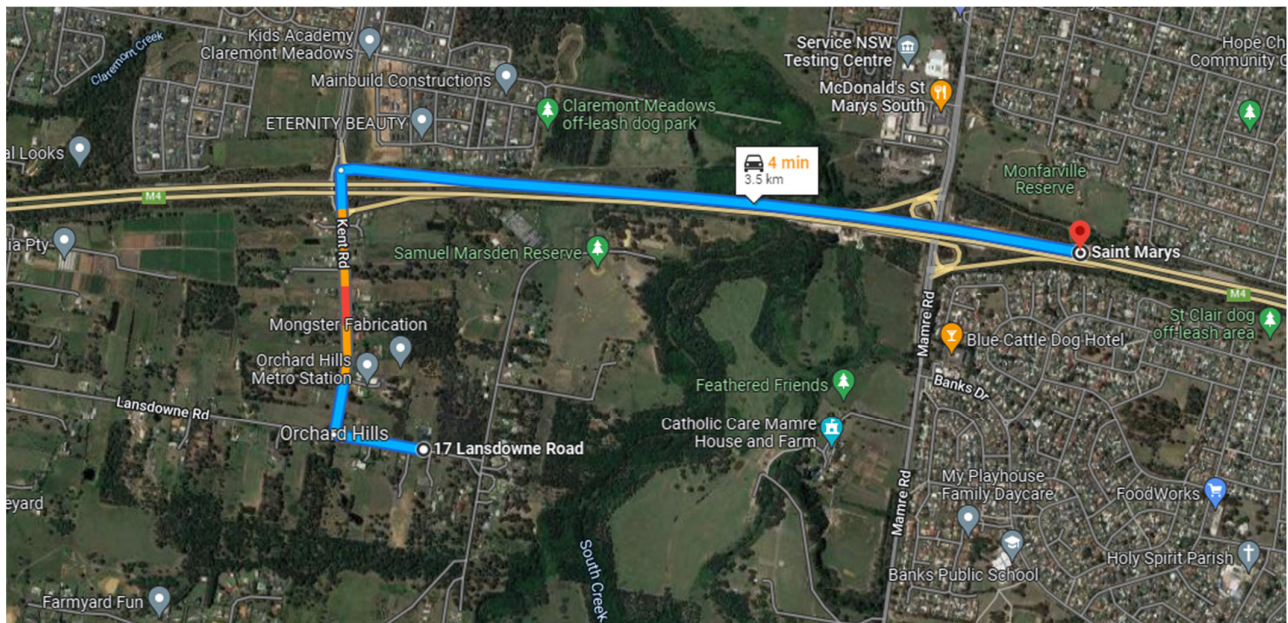 Kids Academy
Claremont Meadows
Claremont Creek
Mainbuild Constructions
ETERNITY BEAUTY
Claremont Meadows
off-leash dog park
Service NSW
Testing Centre
McDonald's St
Marys South
Hope Ch
Community C
al Looks
4 min
3.5 km
Monfarville
Reserve
M4
Kent Rd
Samuel Marsden Reserve
ia Pty
Saint Marys
M4
St Clair dog
off-leash area
Mamre Rd
Mongster Fabrication
Blue Cattle Dog Hotel
Orchard Hills
Metro Station
Feathered Friends
Banks Dr
Lansdowne Rd
Orchard Hills
Catholic Care Mamre
House and Farm
17 Lansdowne Road
eyard
Mamre Rd
My Playhouse
Family Daycare
FoodWorks
South Creek
Banks Public School
Holy Spirit Parish
Farmyard Fun